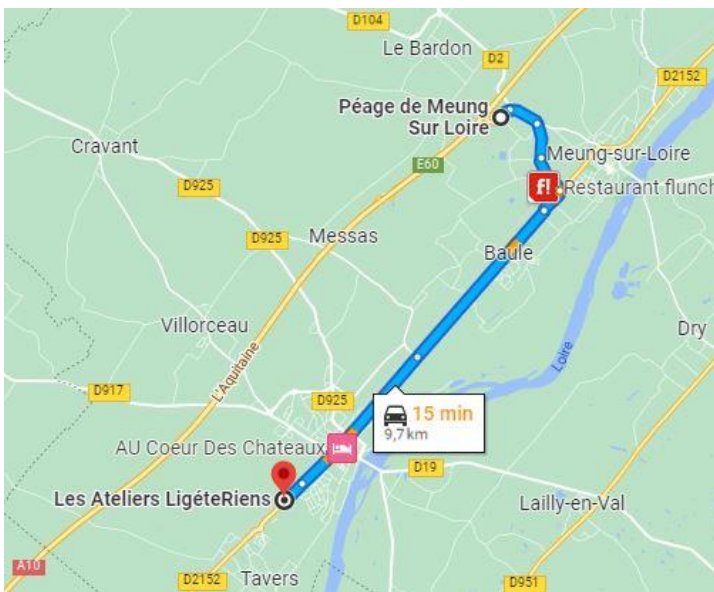 D104
Le Bardon
D2
D2152
Péage de Meung
Sur Loire
Cravant
Meung-sur-Loire
E60
D925
f!
Restaurant flunch
D925
Messas
Baule
Villorceau
Dry
L'Aquitaine
Loire
D917
D925
15 min
9,7 km
AU Coeur Des Chateaux
D19
Les Ateliers LigéteRiens
Lailly-en-Val
A10
D2152
Tavers
D951